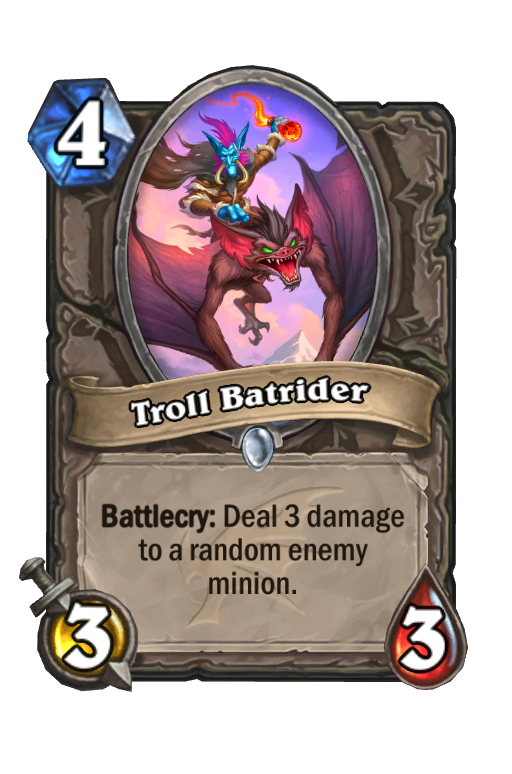 4
Troll Batrider
Battlecry: Deal 3 damage
to a random enemy
minion.
3 3